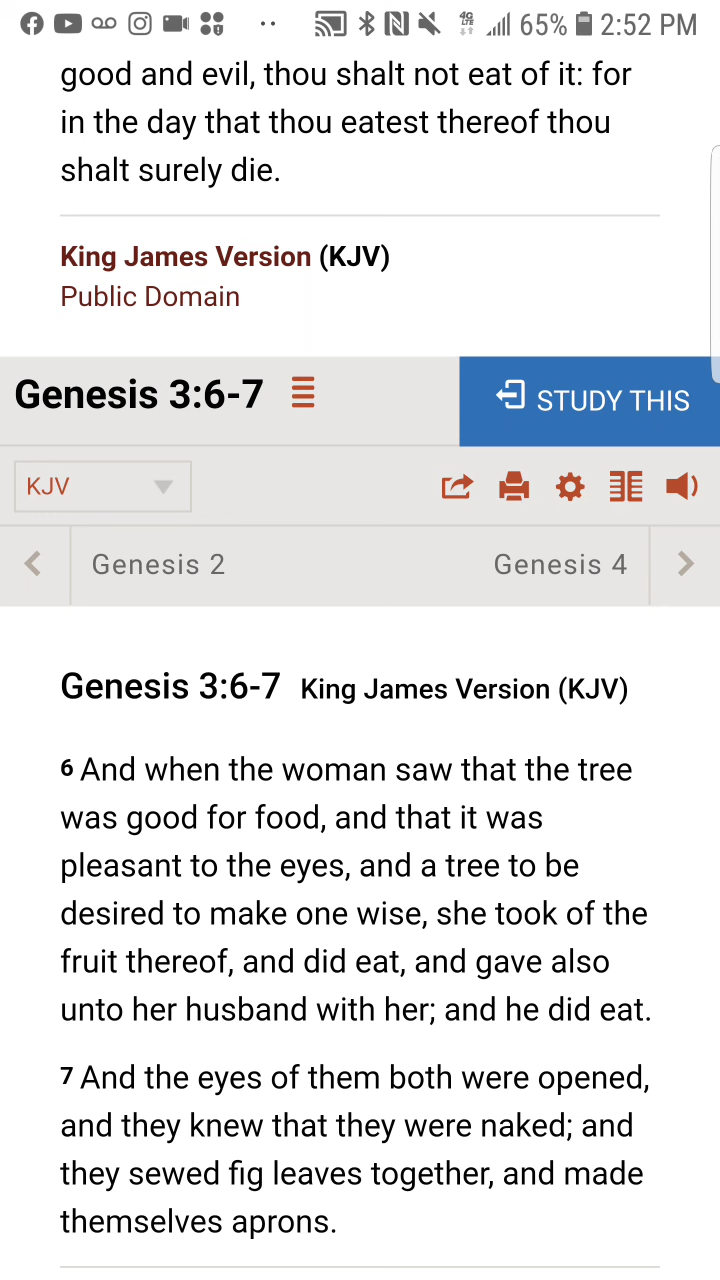 4G
LTE
65%
2:52 PM
good and evil, thou shalt not eat of it: for
in the day that thou eatest thereof thou
shalt surely die.
King James Version (KJV)
Public Domain
Genesis 3:6-7
STUDY THIS
KJV
Genesis 2
Genesis 4
Genesis 3:6-7 King James Version (KJV)
6 And when the woman saw that the tree
was good for food, and that it was
pleasant to the eyes, and a tree to be
desired to make one wise, she took of the
fruit thereof, and did eat, and gave also
unto her husband with her; and he did eat.
7 And the eyes of them both were opened,
and they knew that they were naked; and
they sewed fig leaves together, and made
themselves aprons.